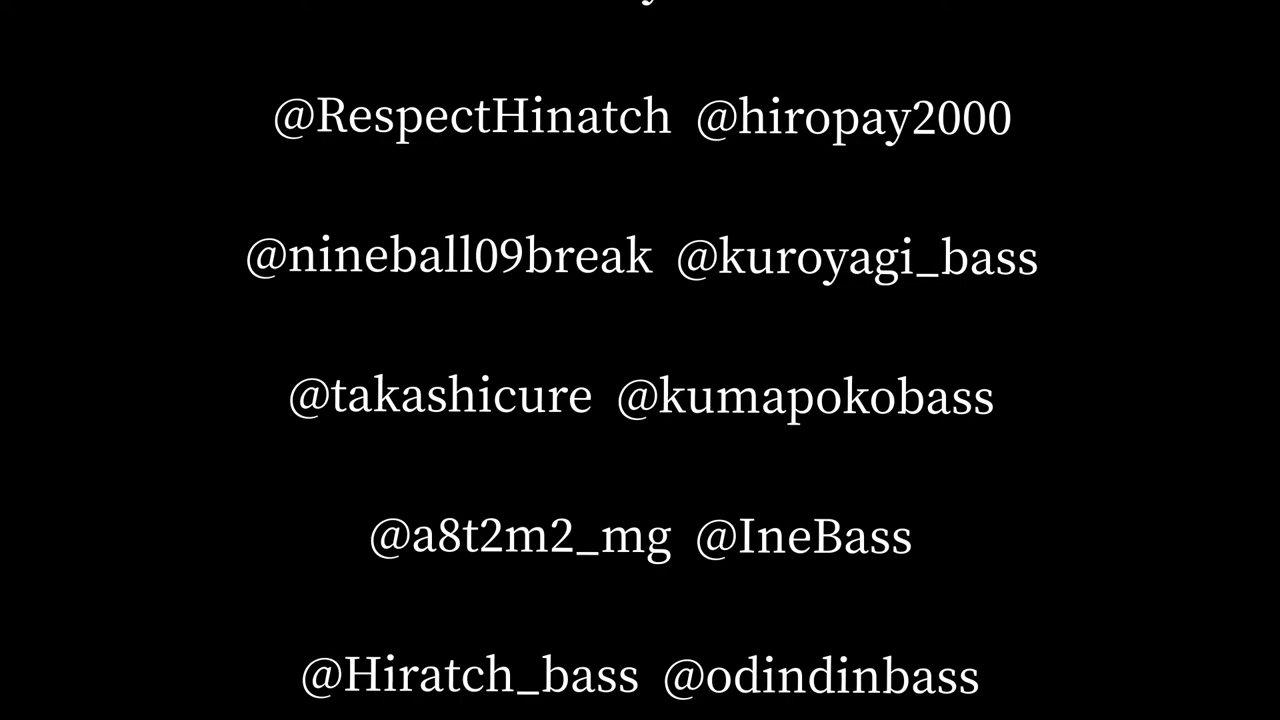 @RespectHinatch @hiropay2000
@nineball09break @kuroyagi_bass
@takashicure @kumapokobass
@a8t2m2_mg @IneBass
@Hiratch_bass @odindinbass